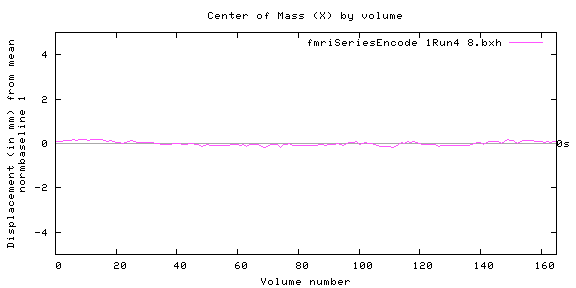 Center of Mass (X) by volume
fmriSeriesEncode 1Run4 8.bxh
Displacement (in mm) from mean
normbaseline 1
4
2
0
-2
-4
0s
0 20 40 60 80 100 120 140 160
Volume number